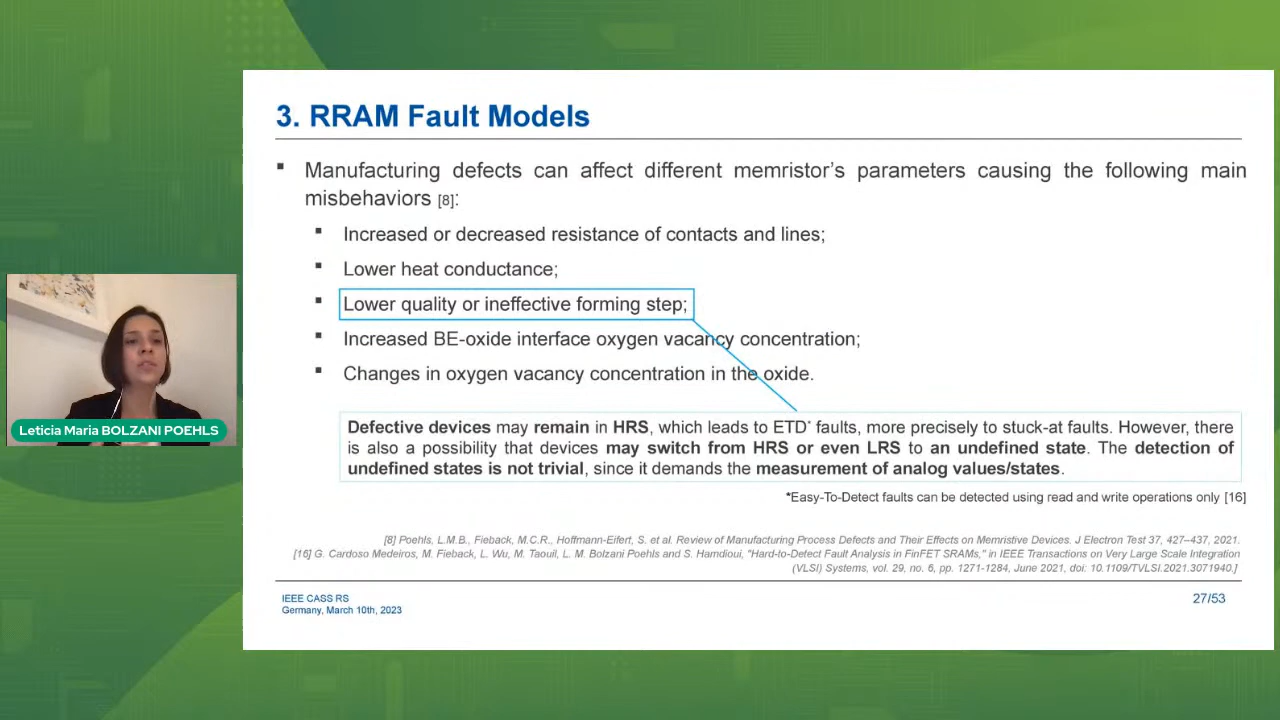 3. RRAM Fault Models
▪ Manufacturing defects can affect different memristor's parameters causing the following main
misbehaviors [8]:
▪ Increased or decreased resistance of contacts and lines;
▪ Lower heat conductance;
▪ Lower quality or ineffective forming step;
▪ Increased BE-oxide interface oxygen vacancy concentration;
▪ Changes in oxygen vacancy concentration in the oxide.
Defective devices may remain in HRS, which leads to ETD* faults, more precisely to stuck-at faults. However, there
is also a possibility that devices may switch from HRS or even LRS to an undefined state. The detection of
undefined states is not trivial, since it demands the measurement of analog values/states.
*Easy-To-Detect faults can be detected using read and write operations only [16]
[8] Poehls, L.M.B., Fieback, M.C.R., Hoffmann-Eifert, S. et al. Review of Manufacturing Process Defects and Their Effects on Memristive Devices. J Electron Test 37, 427–437, 2021.
[16] G. Cardoso Medeiros, M. Fieback, L. Wu, M. Taouil, L. M. Bolzani Poehls and S. Hamdioui, "Hard-to-Detect Fault Analysis in FinFET SRAMs," in IEEE Transactions on Very Large Scale Integration
(VLSI) Systems, vol. 29, no. 6, pp. 1271-1284, June 2021, doi: 10.1109/TVLSI.2021.3071940.]
IEEE CASS RS
Germany, March 10th, 2023
27/53
Leticia Maria BOLZANI POEHLS